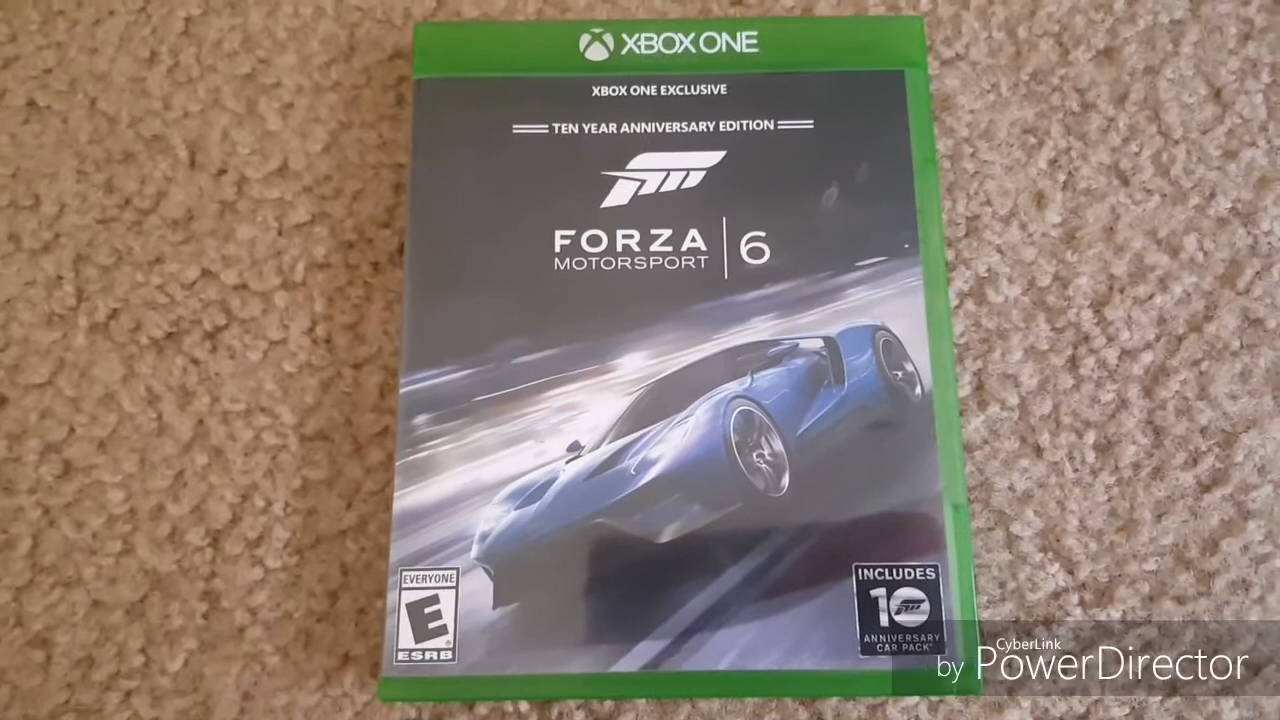 XBOX ONE
XBOX ONE EXCLUSIVE
TEN YEAR ANNIVERSARY EDITION
FORZA
MOTORSPORT
6
EVERYONE
E
ESRB
INCLUDES
10
ANNIVERSARY
CAR PACK*
CyberLink
by PowerDirector